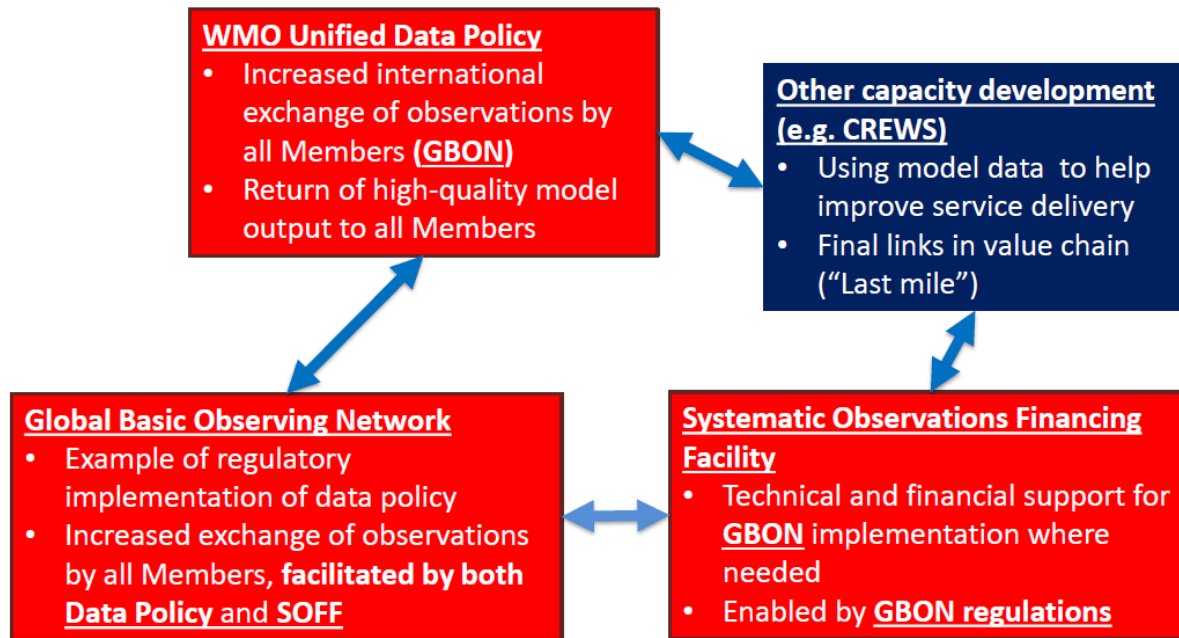 WMO Unified Data Policy
• Increased international
exchange of observations by
all Members (GBON)
• Return of high-quality model
output to all Members
Other capacity development
(e.g. CREWS)
• Using model data  to help
improve service delivery
• Final links in value chain
(“Last mile”)
Global Basic Observing Network
• Example of regulatory
implementation of data policy
• Increased exchange of observations
by all Members, facilitated by both
Data Policy and SOFF
Systematic Observations Financing
Facility
• Technical and financial support for
GBON implementation where
needed
• Enabled by GBON regulations